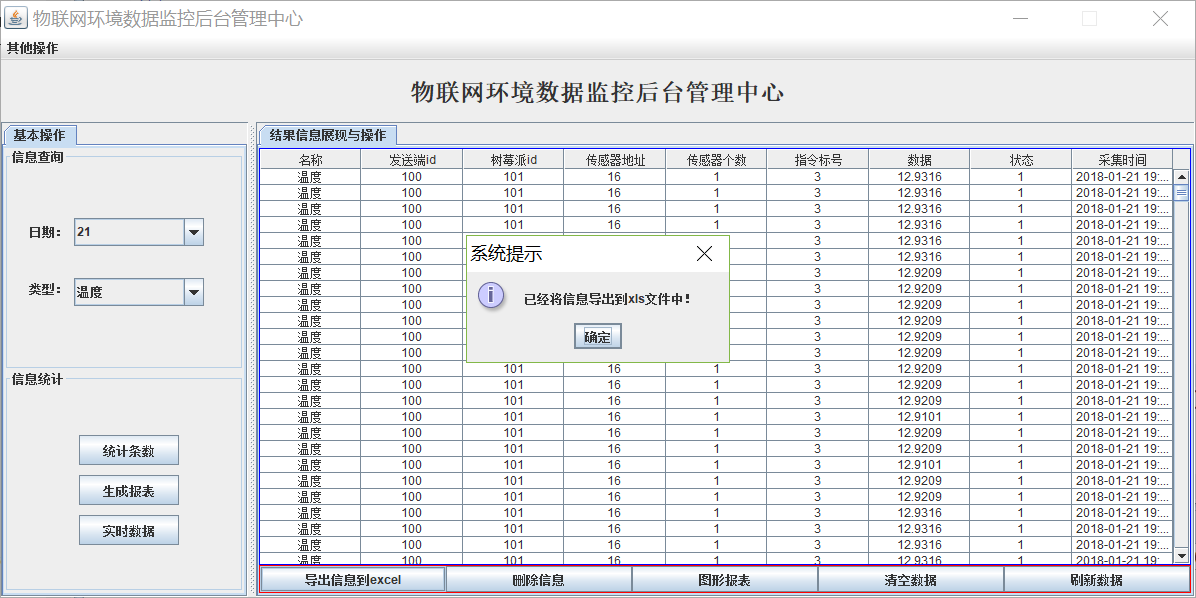 物联网环境数据监控后台管理中心
其他操作
物联网环境数据监控后台管理中心
基本操作
信息查询
日期: 21
类型: 温度
信息统计
统计条数
生成报表
实时数据
结果信息展现与操作
名称 发送端id 树莓派id 传感器地址 传感器个数 指令标号 数据 状态 采集时间
温度 100 101 16 1 3 12.9316 1 2018-01-21 19:...
温度 100 101 16 1 3 12.9316 1 2018-01-21 19:...
温度 100 101 16 1 3 12.9316 1 2018-01-21 19:...
温度 100 101 16 1 3 12.9316 1 2018-01-21 19:...
温度 100 3 12.9316 1 2018-01-21 19:...
温度 100 3 12.9316 1 2018-01-21 19:...
温度 100 3 12.9209 1 2018-01-21 19:...
温度 100 3 12.9209 1 2018-01-21 19:...
温度 100 3 12.9209 1 2018-01-21 19:...
温度 100 3 12.9209 1 2018-01-21 19:...
温度 100 3 12.9209 1 2018-01-21 19:...
温度 100 3 12.9209 1 2018-01-21 19:...
温度 100 101 16 1 3 12.9209 1 2018-01-21 19:...
温度 100 101 16 1 3 12.9209 1 2018-01-21 19:...
温度 100 101 16 1 3 12.9209 1 2018-01-21 19:...
温度 100 101 16 1 3 12.9101 1 2018-01-21 19:...
温度 100 101 16 1 3 12.9209 1 2018-01-21 19:...
温度 100 101 16 1 3 12.9209 1 2018-01-21 19:...
温度 100 101 16 1 3 12.9101 1 2018-01-21 19:...
温度 100 101 16 1 3 12.9209 1 2018-01-21 19:...
温度 100 101 16 1 3 12.9209 1 2018-01-21 19:...
温度 100 101 16 1 3 12.9316 1 2018-01-21 19:...
温度 100 101 16 1 3 12.9316 1 2018-01-21 19:...
温度 100 101 16 1 3 12.9316 1 2018-01-21 19:...
温度 100 101 16 1 3 12.9316 1 2018-01-21 19:...
系统提示
已经将信息导出到xls文件中!
确定
导出信息到excel 删除信息 图形报表 清空数据 刷新数据